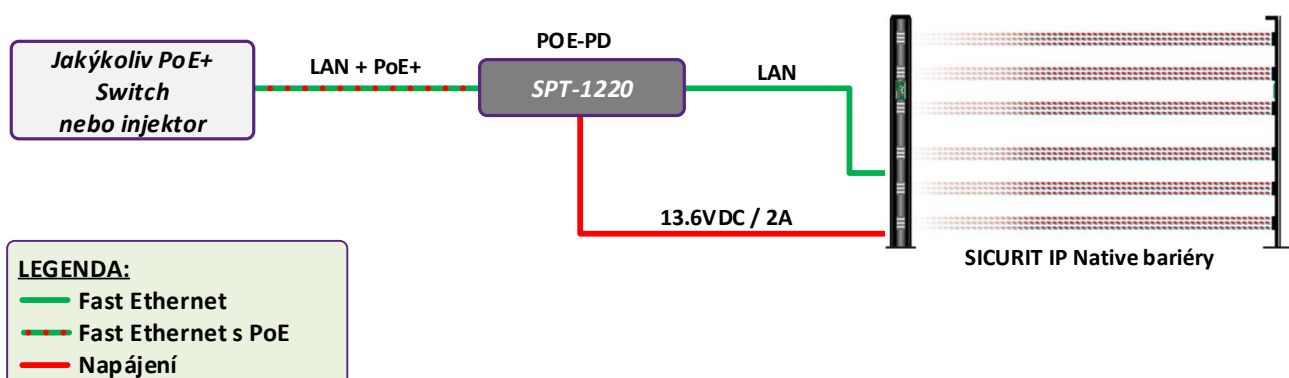 Jakýkoliv PoE+
Switch
nebo injektor
LAN + PoE+
POE-PD
SPT-1220
LAN
13.6VDC / 2A
SICURIT IP Native bariéry
LEGENDA:
Fast Ethernet
Fast Ethernet s PoE
Napájení